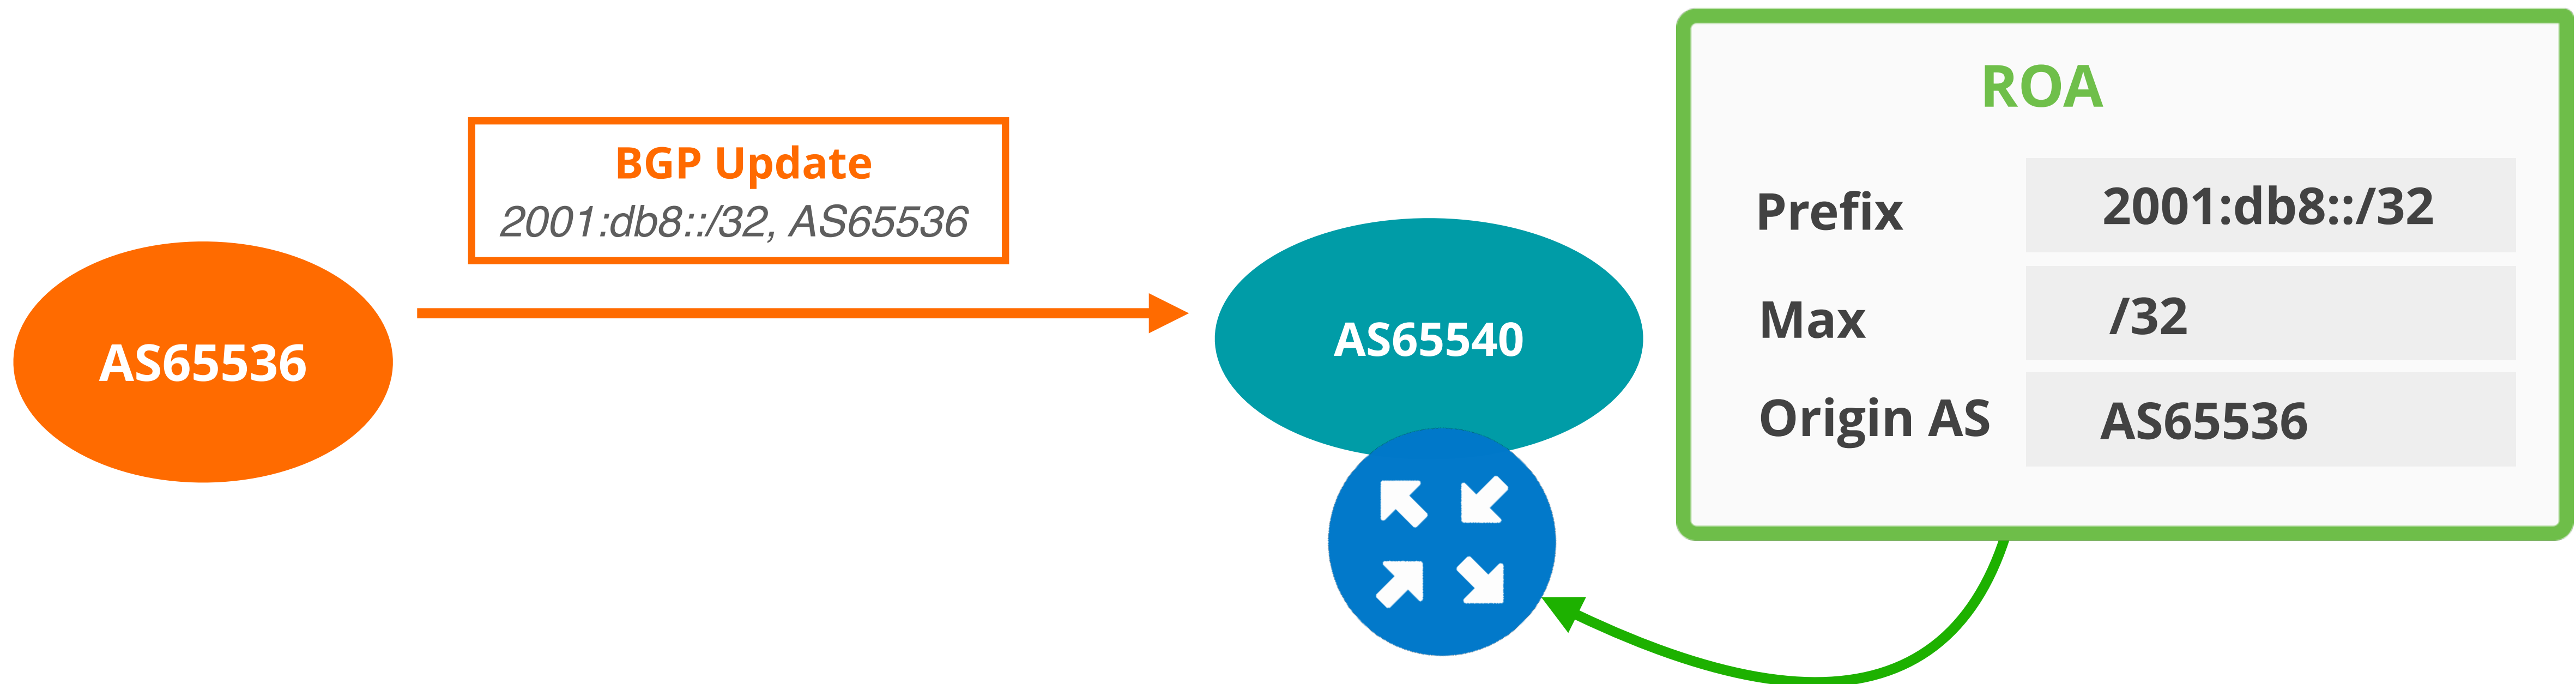 BGP Update
2001:db8::/32, AS65536
AS65536
AS65540
ROA
Prefix 2001:db8::/32
Max /32
Origin AS AS65536